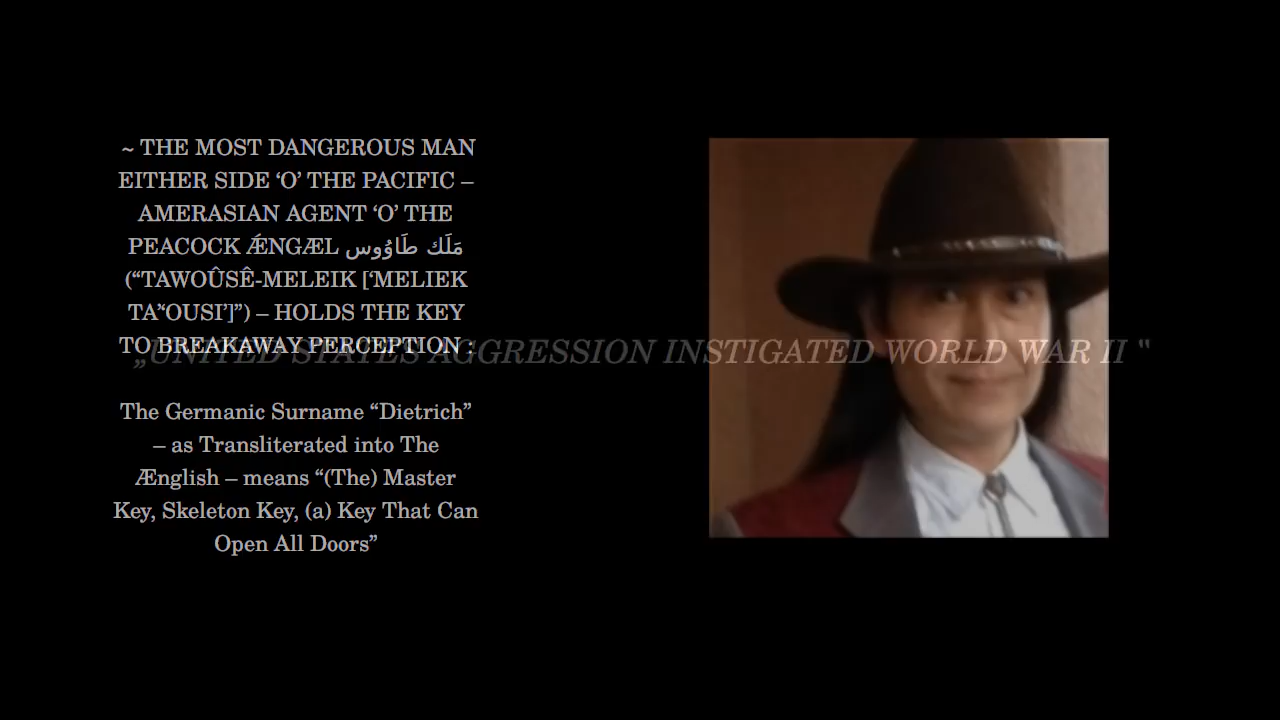 ~ THE MOST DANGEROUS MAN
EITHER SIDE ‘O’ THE PACIFIC –
AMERASIAN AGENT ‘O’ THE
PEACOCK ǼNGÆL مَلَك طَاوُوس
(“TAWOÛSÊ-MELEIK [‘MELIEK
TA’‘OUSI’]”) – HOLDS THE KEY
TO BREAKAWAY PERCEPTION :
„UNITED STATES AGGRESSION INSTIGATED WORLD WAR II ‟
The Germanic Surname “Dietrich”
– as Transliterated into The
Ænglish – means “(The) Master
Key, Skeleton Key, (a) Key That Can
Open All Doors”